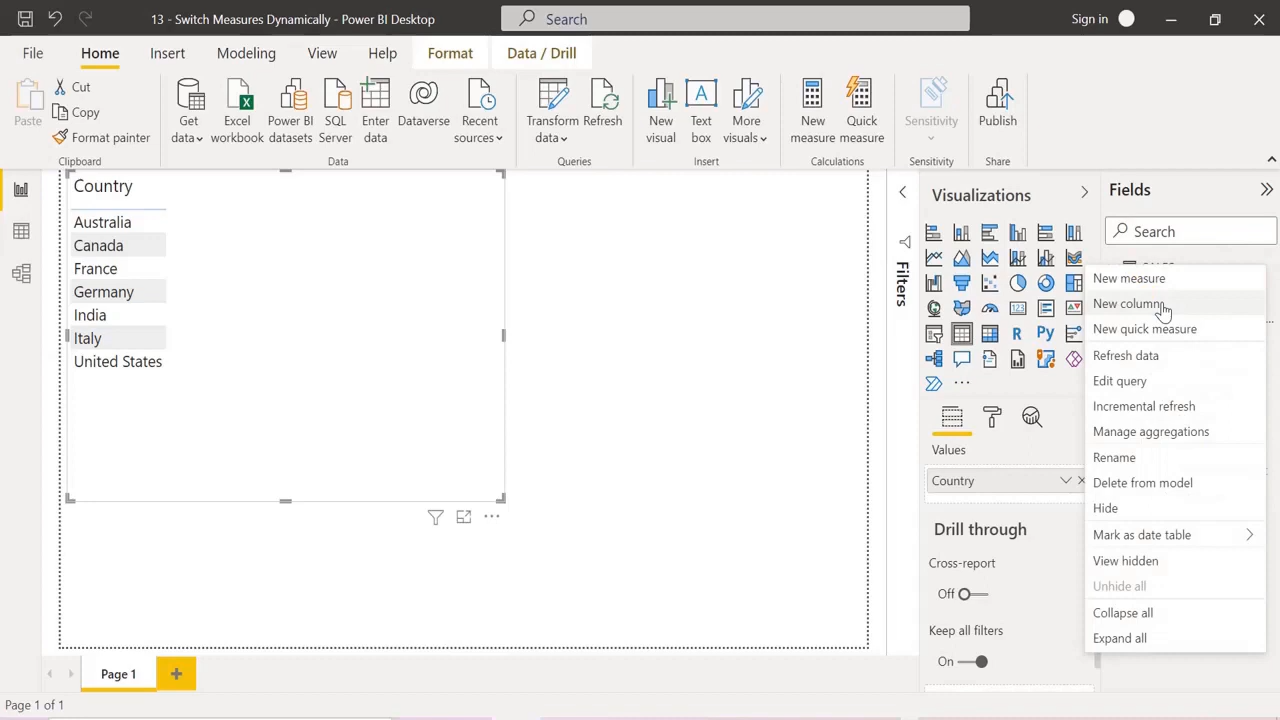 13 - Switch Measures Dynamically - Power BI Desktop
Search
Sign in
File
Home
Insert
Modeling
View
Help
Format
Data / Drill
Paste
Cut
Copy
Format painter
Clipboard
Get data
Excel workbook
Power BI datasets
SQL Server
Enter data
Dataverse
Recent sources
Data
Transform data
Refresh
Queries
New visual
Text box
More visuals
Insert
New measure
Quick measure
Calculations
Sensitivity
Sensitivity
Publish
Share
Country
Australia
Canada
France
Germany
India
Italy
United States
Filters
Visualizations
R
Py
Values
Country
Drill through
Cross-report
Off
Keep all filters
On
Fields
Search
New measure
New column
New quick measure
Refresh data
Edit query
Incremental refresh
Manage aggregations
Rename
Delete from model
Hide
Mark as date table
View hidden
Unhide all
Collapse all
Expand all
Page 1
Page 1 of 1